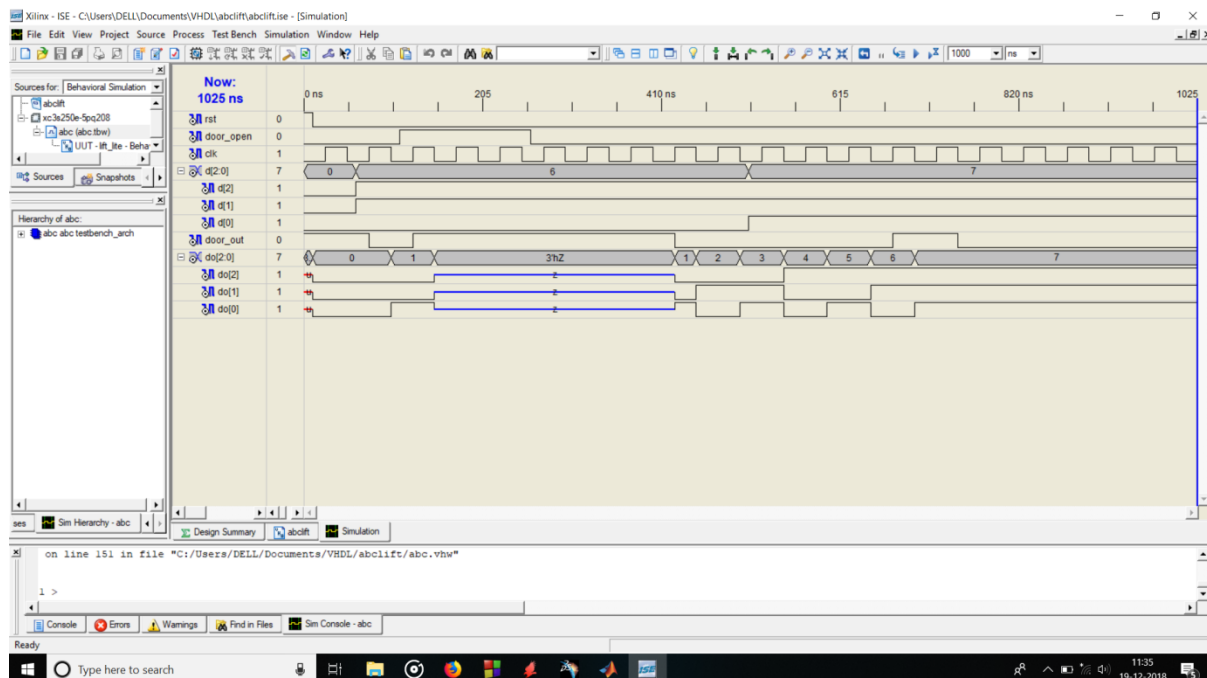 Xilinx - ISE - C:\Users\DELL\Documents\VHDL\abclift\abclift.ise - [Simulation]
File Edit View Project Source Process Test Bench Simulation Window Help
1000 ns
Sources for: Behavioral Simulation
abclift
xc3s250e-5pq208
abc (abc.tbw)
UUT - lift_lite - Beha
Sources Snapshots
Hierarchy of abc:
abc abc testbench_arch
ses Sim Hierarchy - abc
Now:
1025 ns
0 ns 205 410 ns 615 820 ns 1025
rst 0
door_open 0
clk 1
d[2:0] 7 0 6 7
d[2] 1
d[1] 1
d[0] 1
door_out 0
do[2:0] 7 0 1 3'hZ 1 2 3 4 5 6 7
do[2] 1 U Z
do[1] 1 U Z
do[0] 1 U Z
Design Summary abclift Simulation
on line 151 in file "C:/Users/DELL/Documents/VHDL/abclift/abc.vhw"
1 >
Console Errors Warnings Find in Files Sim Console - abc
Ready
Type here to search
ISE
11:35
19-12-2018
5